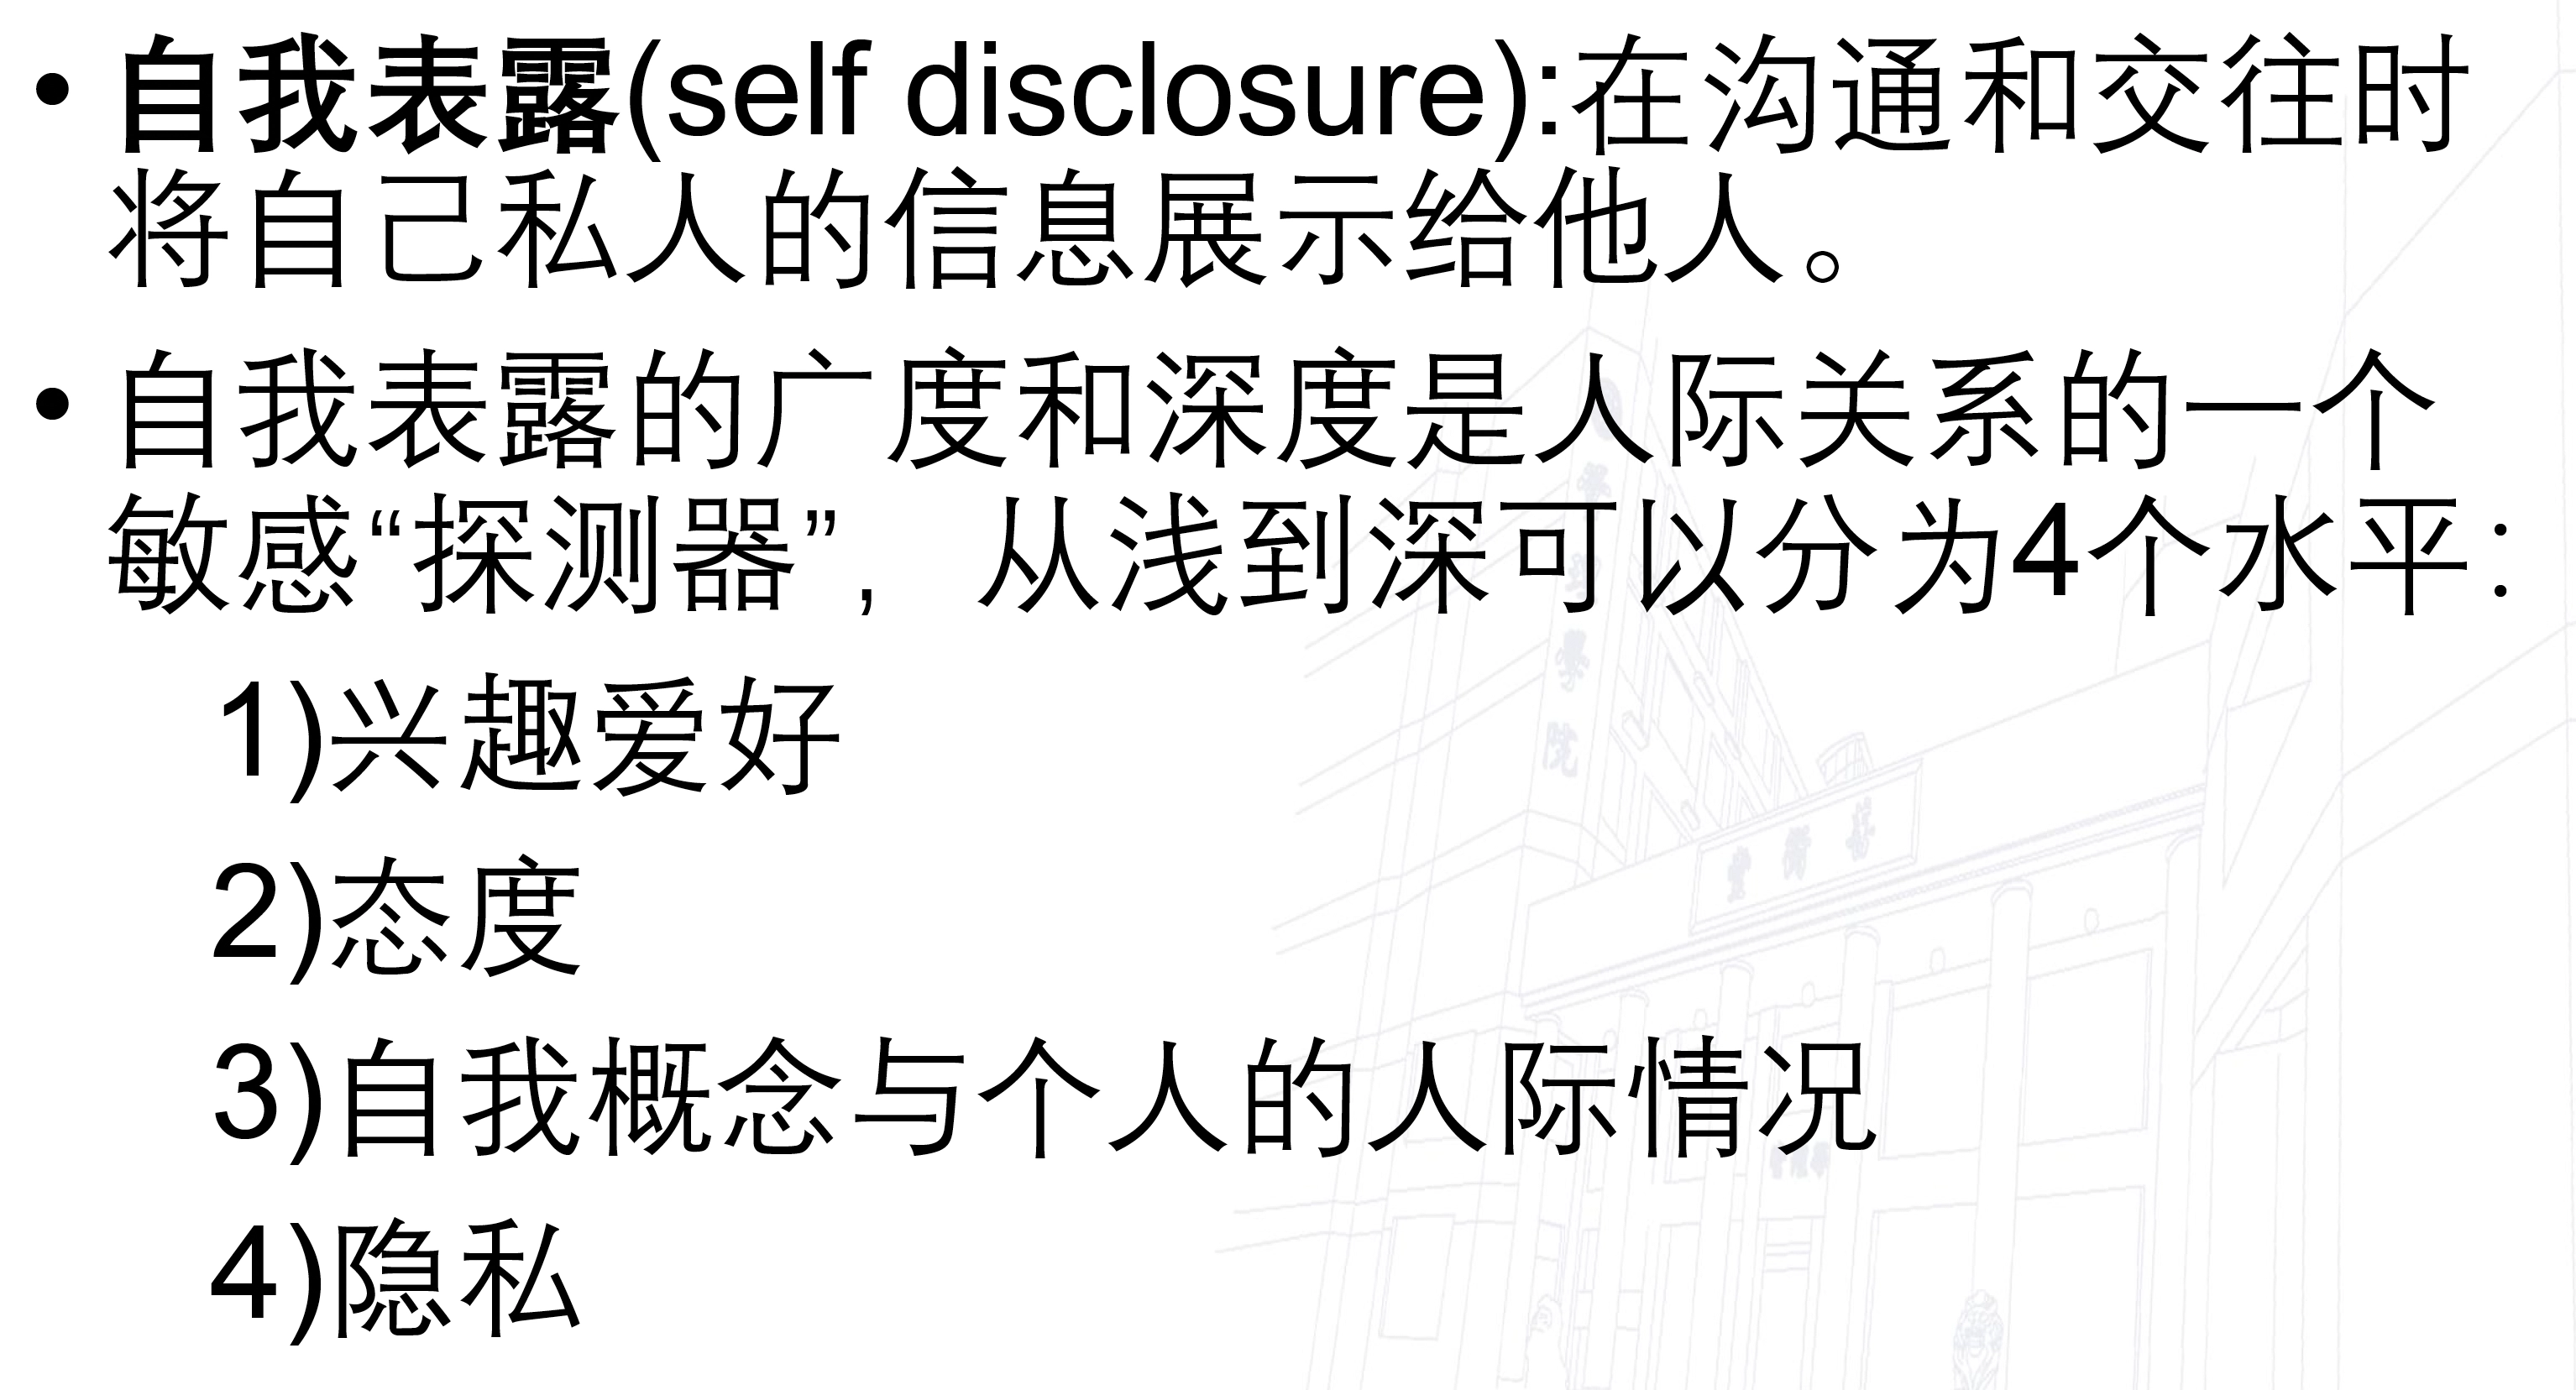 •自我表露(self disclosure):在沟通和交往时
将自己私人的信息展示给他人。
•自我表露的广度和深度是人际关系的一个
敏感“探测器”, 从浅到深可以分为4个水平:
1)兴趣爱好
2)态度
3)自我概念与个人的人际情况
4)隐私